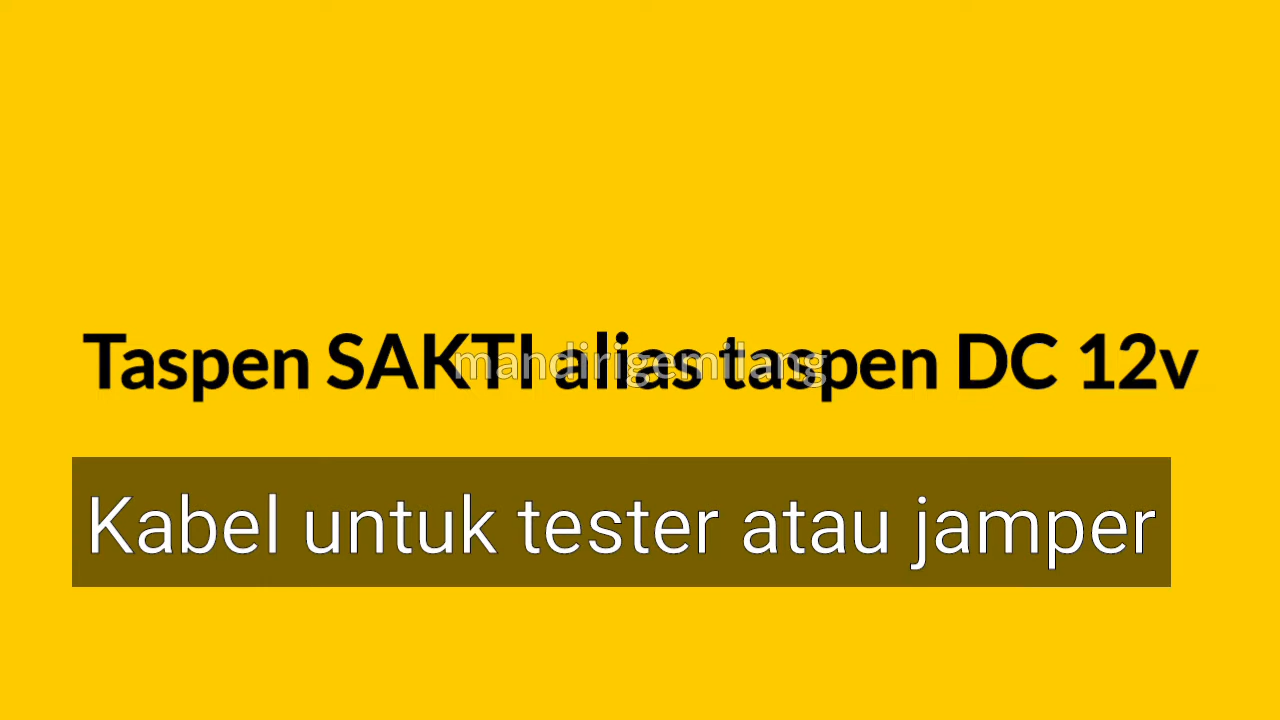 Taspen SAKTI alias taspen DC 12v
mandirigemilang
Kabel untuk tester atau jamper